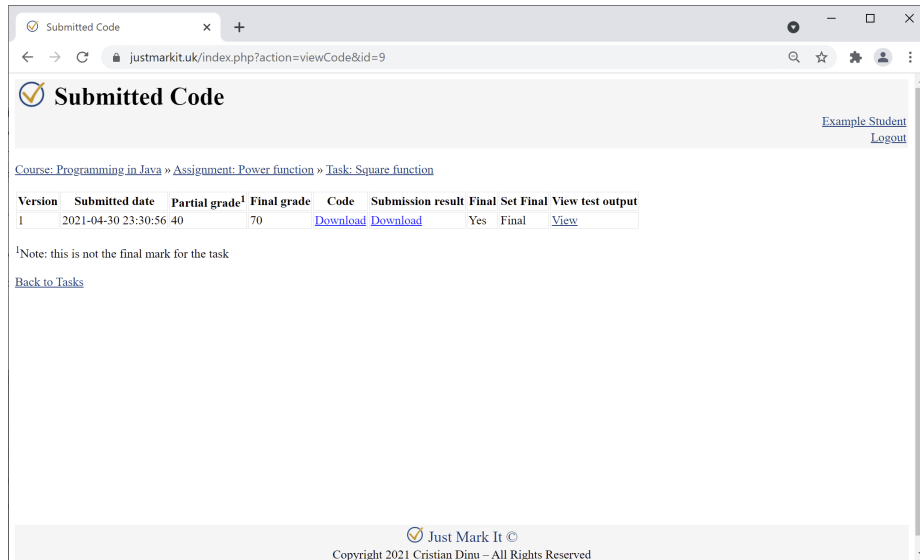 Submitted Code
justmarkit.uk/index.php?action=viewCode&id=9
Submitted Code
Example Student
Logout
Course: Programming in Java » Assignment: Power function » Task: Square function
Version Submitted date Partial grade1 Final grade Code Submission result Final Set Final View test output
1 2021-04-30 23:30:56 40 70 Download Download Yes Final View
1Note: this is not the final mark for the task
Back to Tasks
Just Mark It ©
Copyright 2021 Cristian Dinu – All Rights Reserved